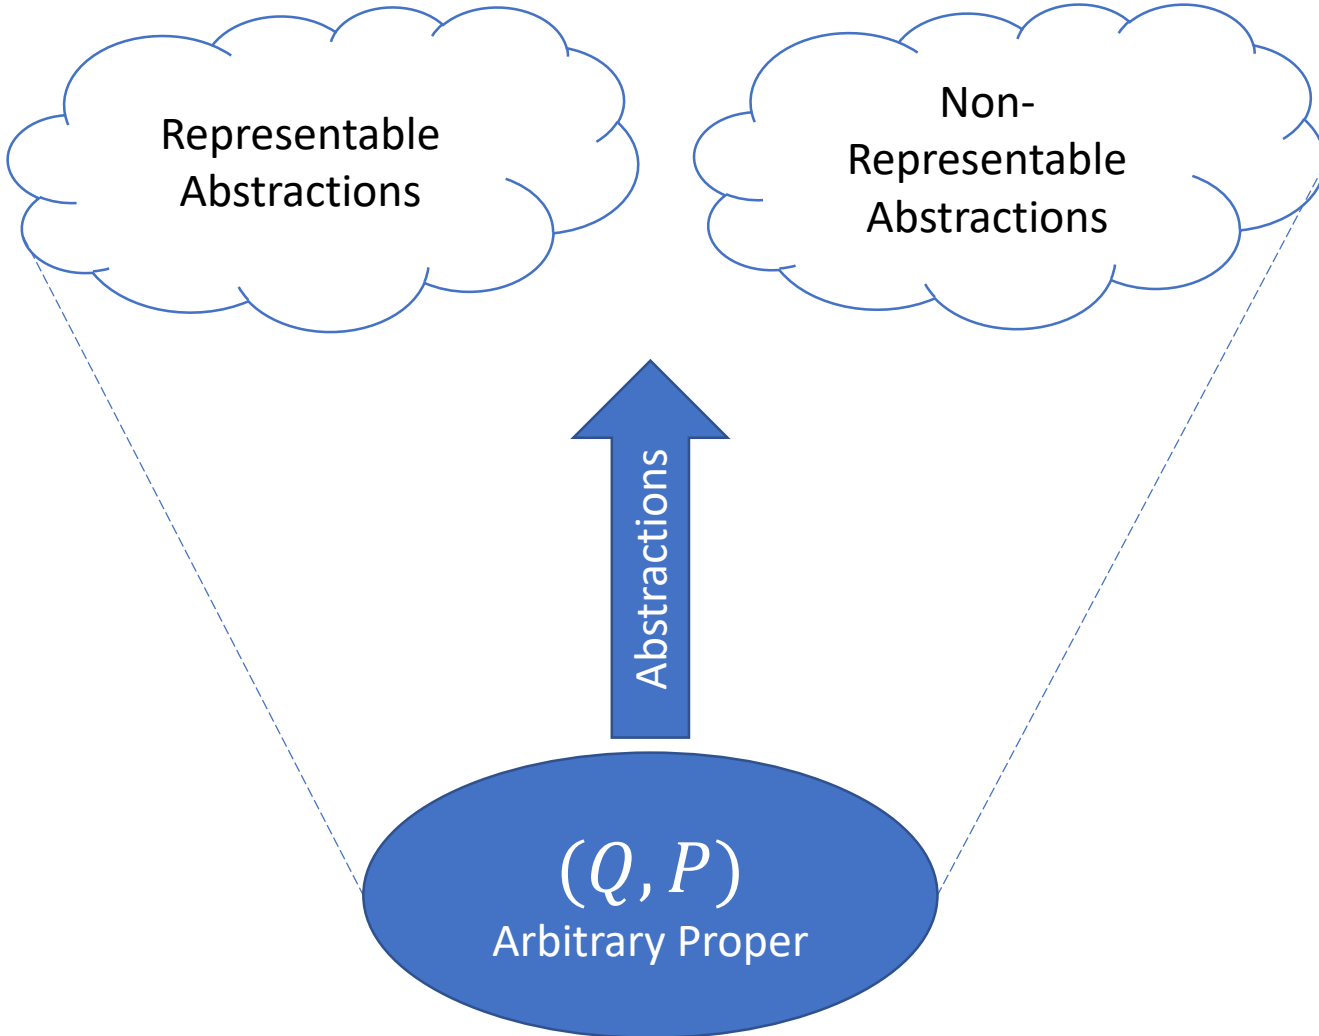 Representable
Abstractions
Non-
Representable
Abstractions
Abstractions
(Q, P)
Arbitrary Proper